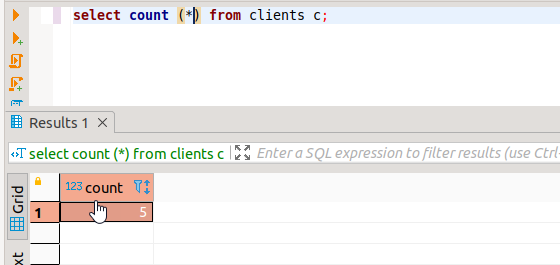 select count (*) from clients c;
Results 1
select count (*) from clients c
Enter a SQL expression to filter results (use Ctrl-
Grid
123 count
1
5
xt